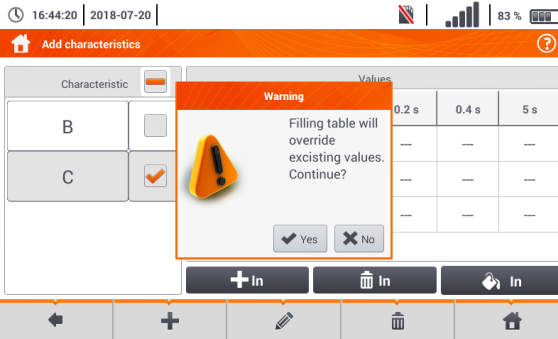 16:44:20 2018-07-20 83 %
Add characteristics ?
Characteristic
Values
0.2 s 0.4 s 5 s
B
--- --- ---
C
--- --- ---
--- --- ---
Warning
Filling table will
override
excisting values.
Continue?
Yes No
In In In